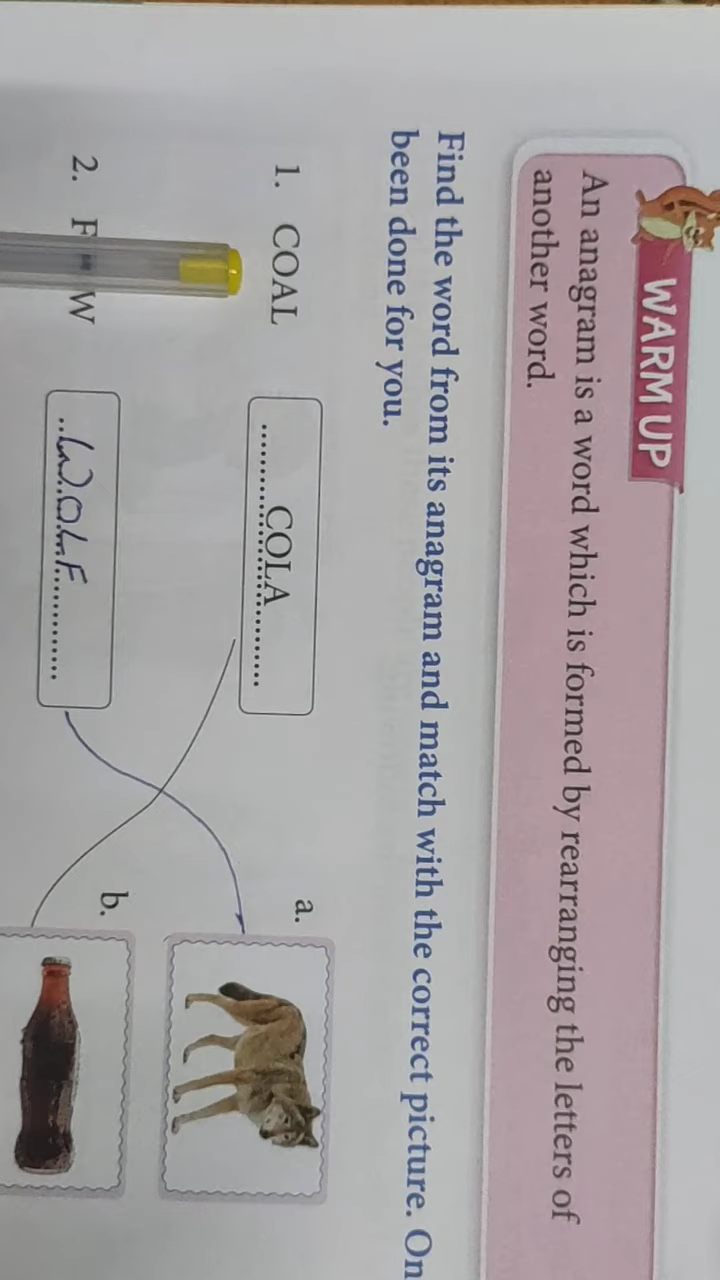 WARM UP
An anagram is a word which is formed by rearranging the letters of
another word.
Find the word from its anagram and match with the correct picture. On
been done for you.
1. COAL
COLA
a.
2.
WOLF
b.